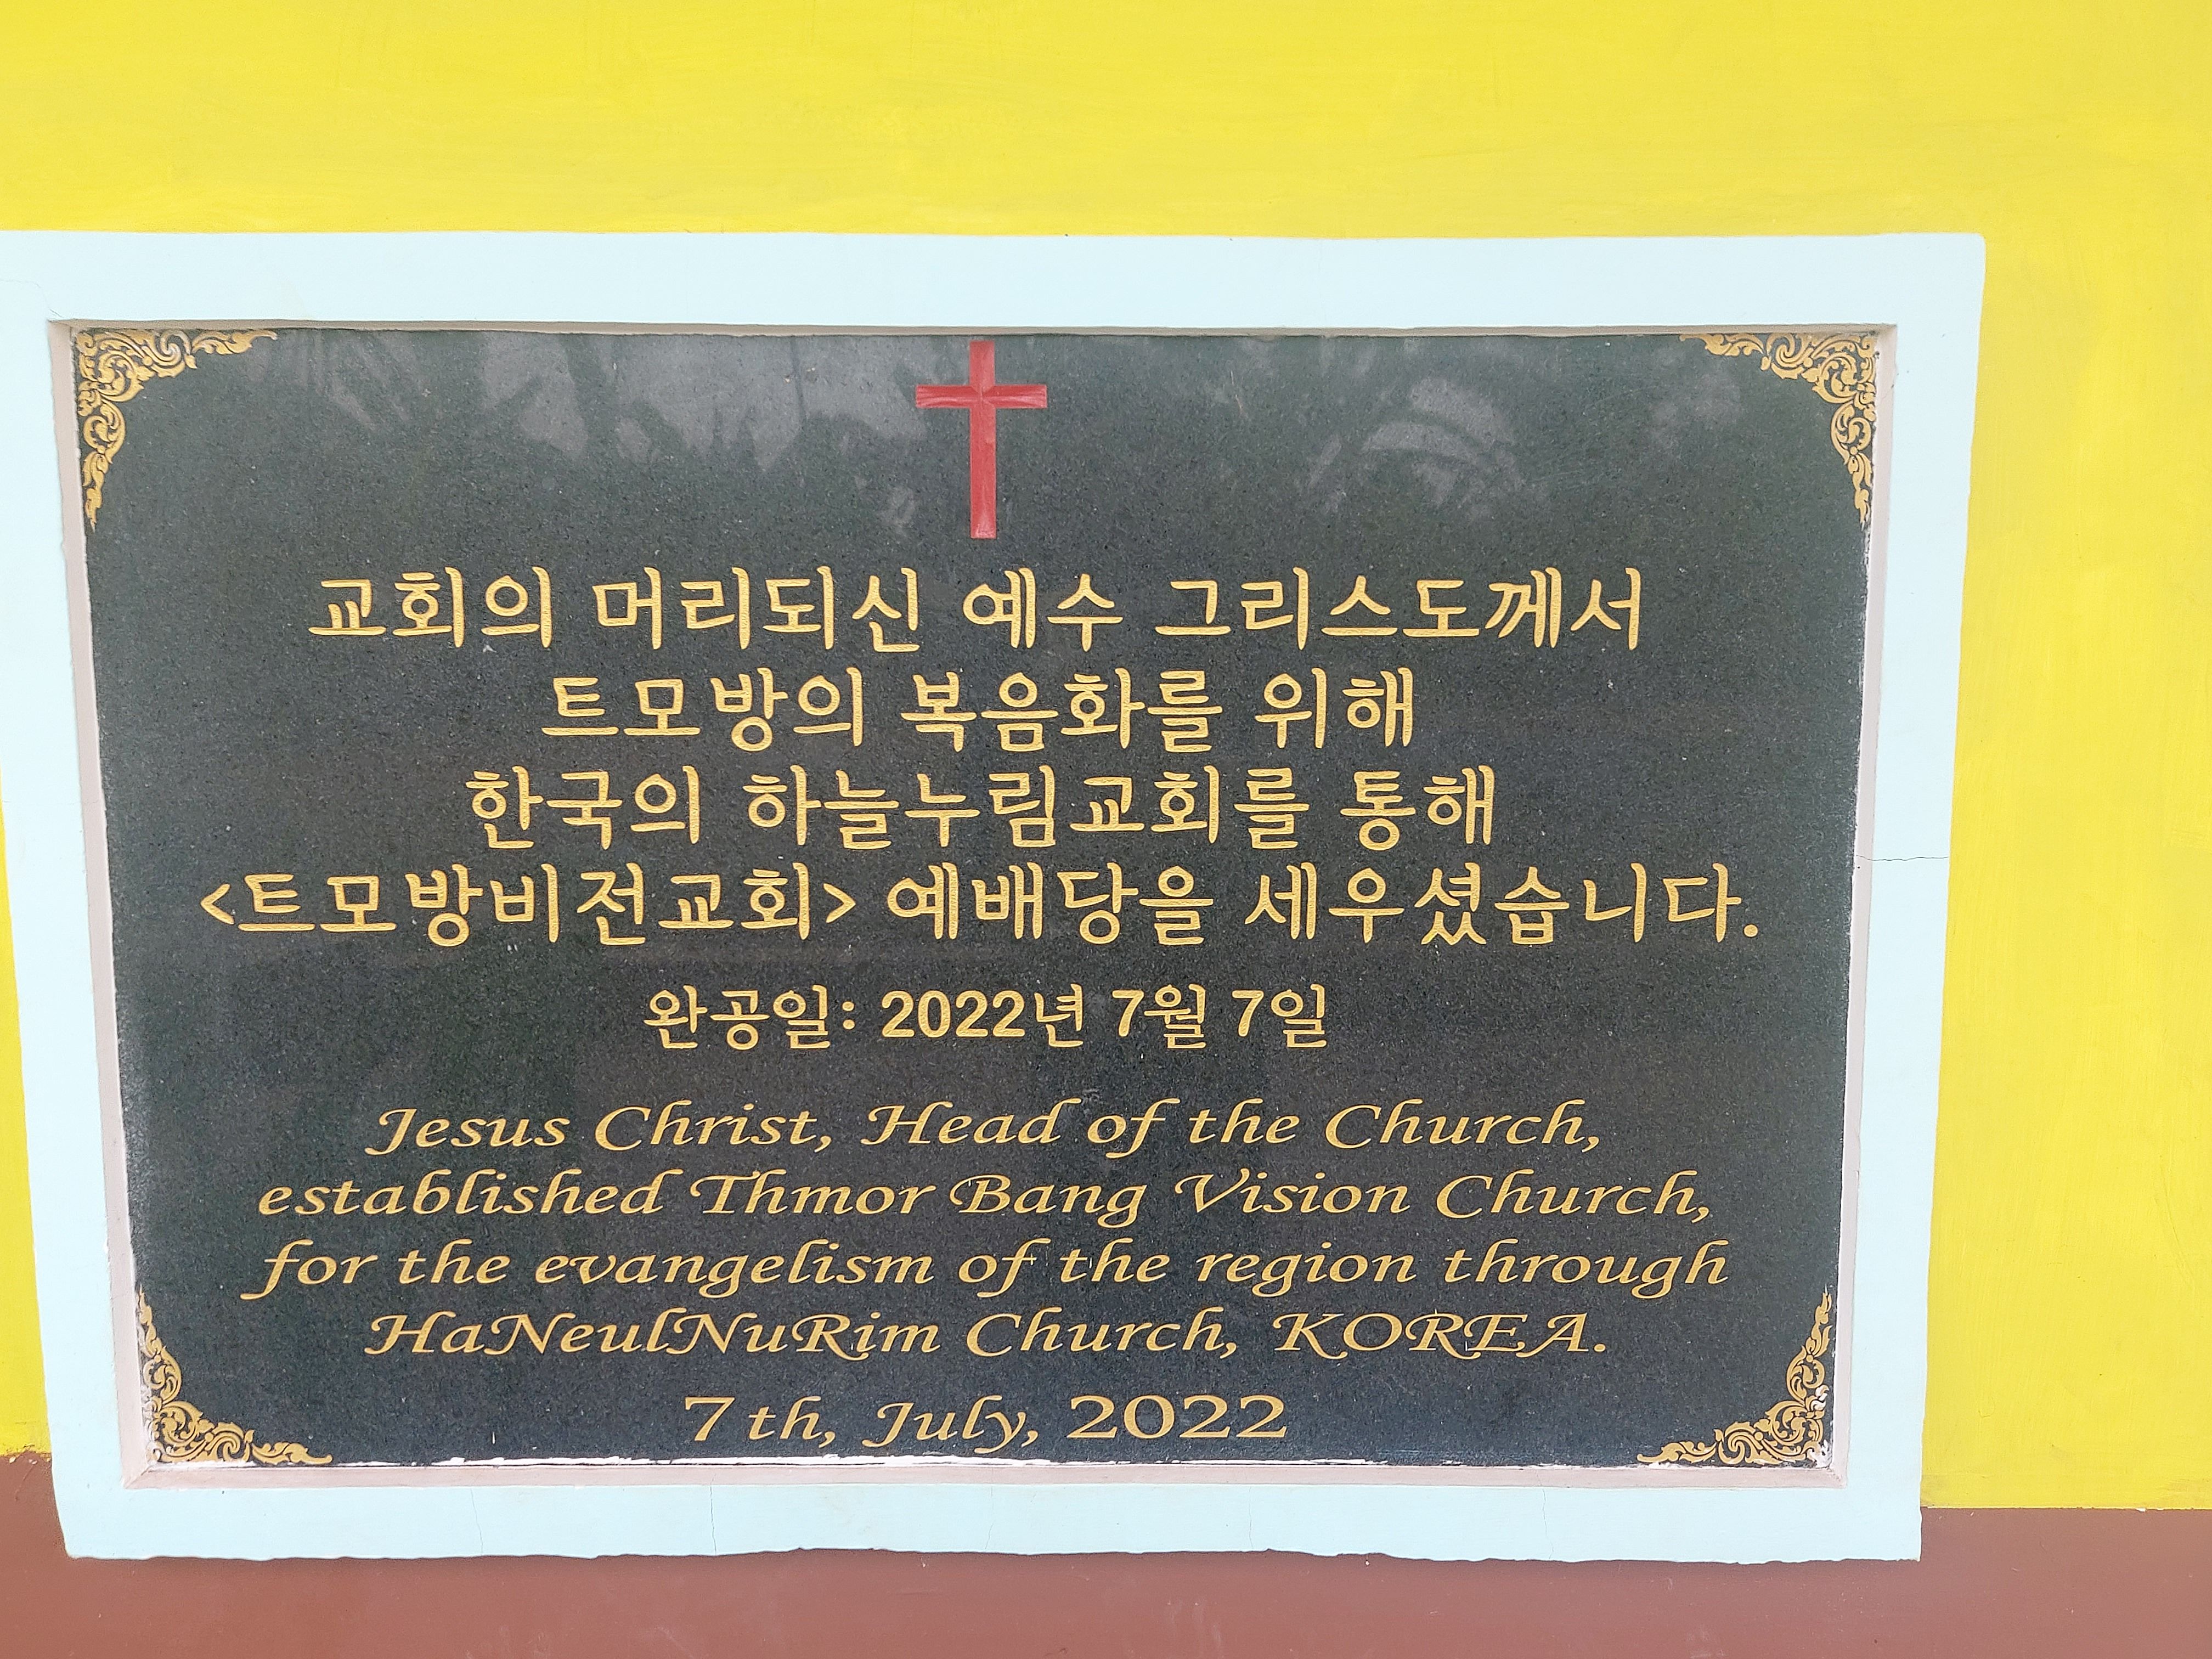 교회의 머리되신 예수 그리스도께서
트모방의 복음화를 위해
한국의 하늘누림교회를 통해
<트모방비전교회> 예배당을 세우셨습니다.
완공일: 2022년 7월 7일
Jesus Christ, Head of the Church,
established Thmor Bang Vision Church,
for the evangelism of the region through
HaNeulNuRim Church, KOREA.
7th, July, 2022